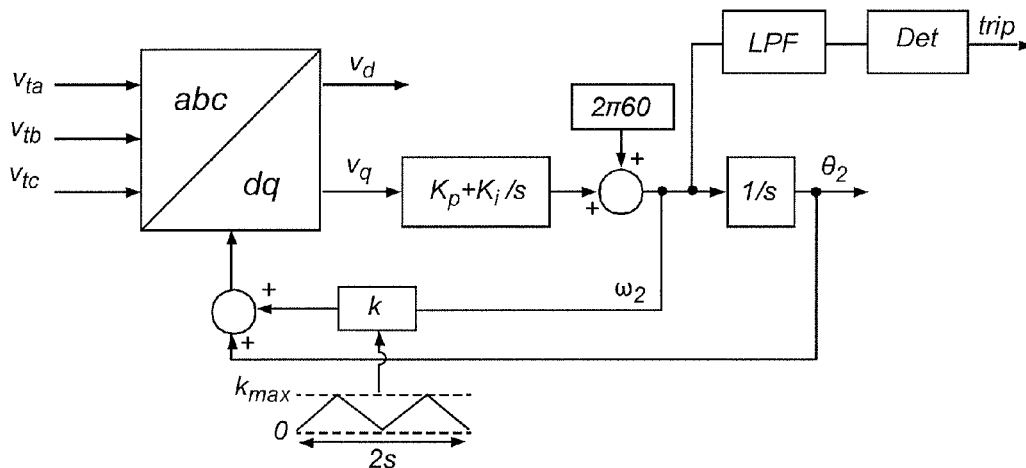 LPF
Det
trip
v_ta
v_tb
v_tc
abc
dq
v_d
v_q
2π60
+
K_p+K_i/s
+
1/s
θ_2
ω_2
k
+
+
k_max
0
2s